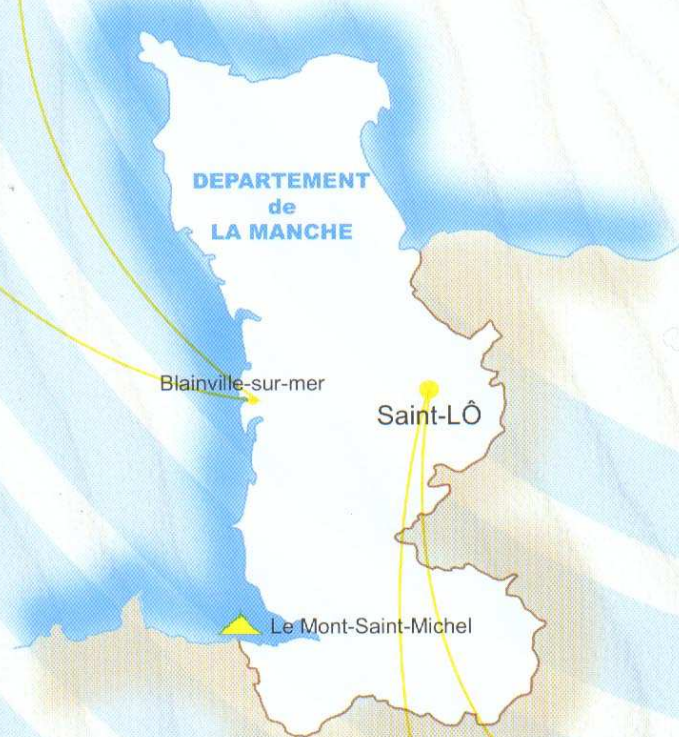 DEPARTEMENT
de
LA MANCHE
Blainville-sur-mer
Saint-LÔ
Le Mont-Saint-Michel